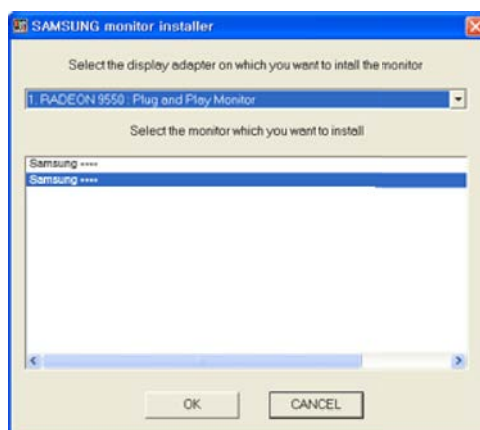 SAMSUNG monitor installer
Select the display adapter on which you want to intall the monitor
1. RADEON 9550 : Plug and Play Monitor
Select the monitor which you want to install
Samsung ••••
Samsung ••••
OK
CANCEL